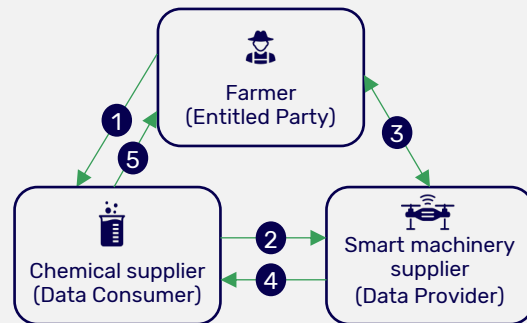 Farmer
(Entitled Party)
1
5
3
Chemical supplier
(Data Consumer)
2
4
Smart machinery
supplier
(Data Provider)